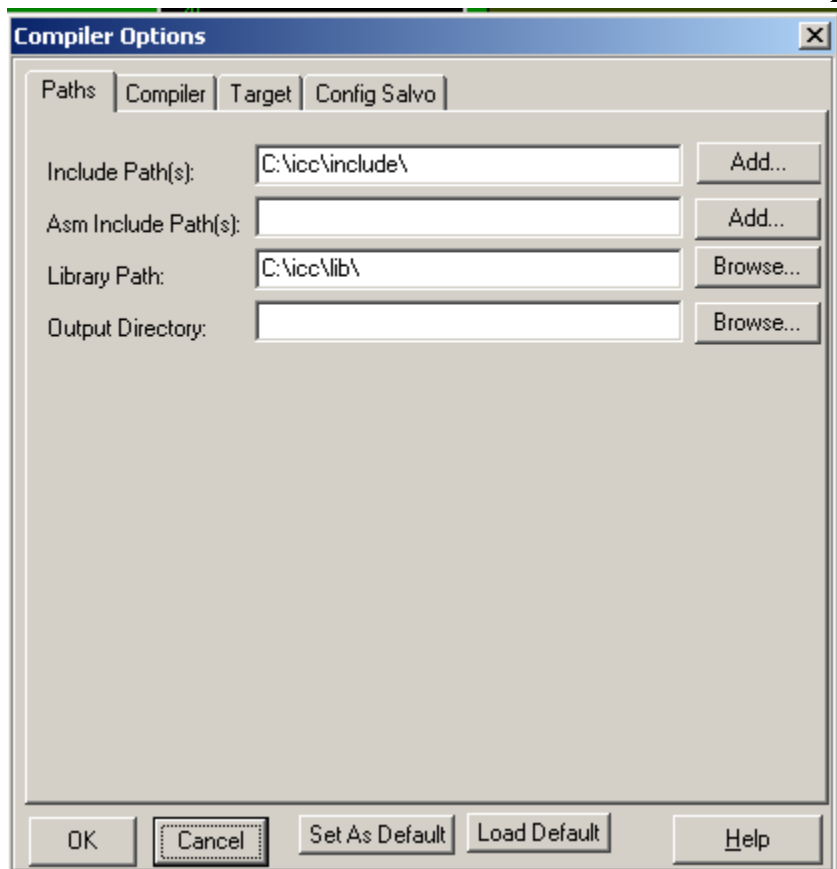 Compiler Options
Paths Compiler Target Config Salvo
Include Path(s): C:\icc\include\ Add...
Asm Include Path(s): Add...
Library Path: C:\icc\lib\ Browse...
Output Directory: Browse...
OK Cancel Set As Default Load Default Help